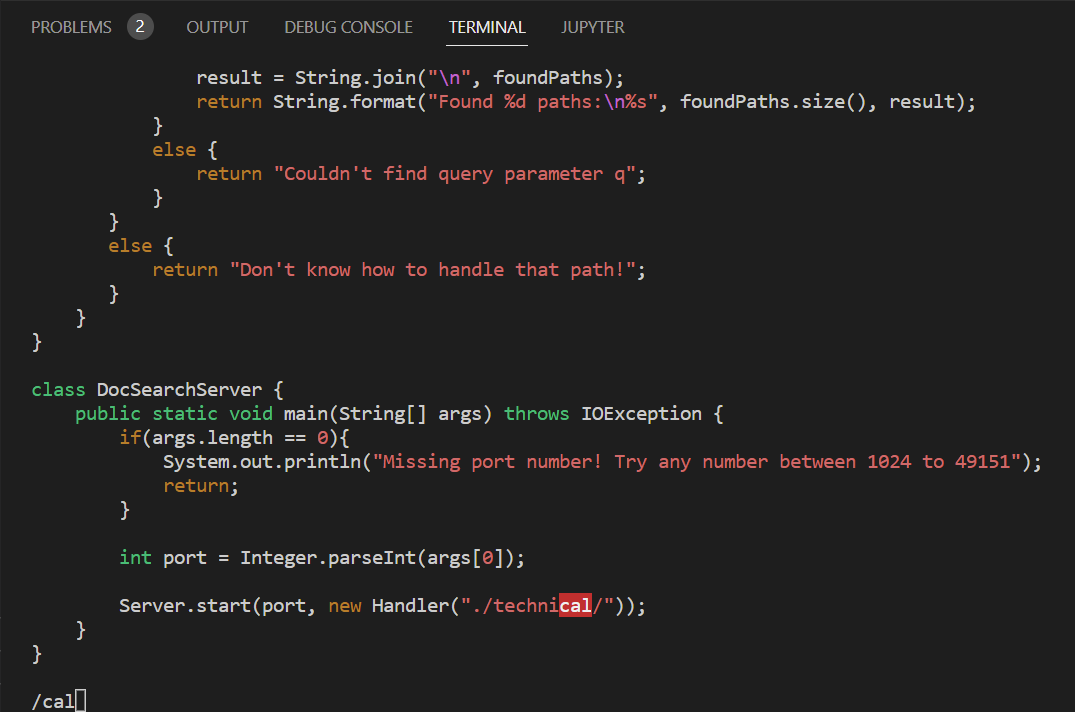 PROBLEMS 2 OUTPUT DEBUG CONSOLE TERMINAL JUPYTER
                result = String.join("\n", foundPaths);
                return String.format("Found %d paths:\n%s", foundPaths.size(), result);
            }
            else {
                return "Couldn't find query parameter q";
            }
        }
        else {
            return "Don't know how to handle that path!";
        }
    }
}

class DocSearchServer {
    public static void main(String[] args) throws IOException {
        if(args.length == 0){
            System.out.println("Missing port number! Try any number between 1024 to 49151");
            return;
        }

        int port = Integer.parseInt(args[0]);

        Server.start(port, new Handler("./technical/"));
    }
}

/cal